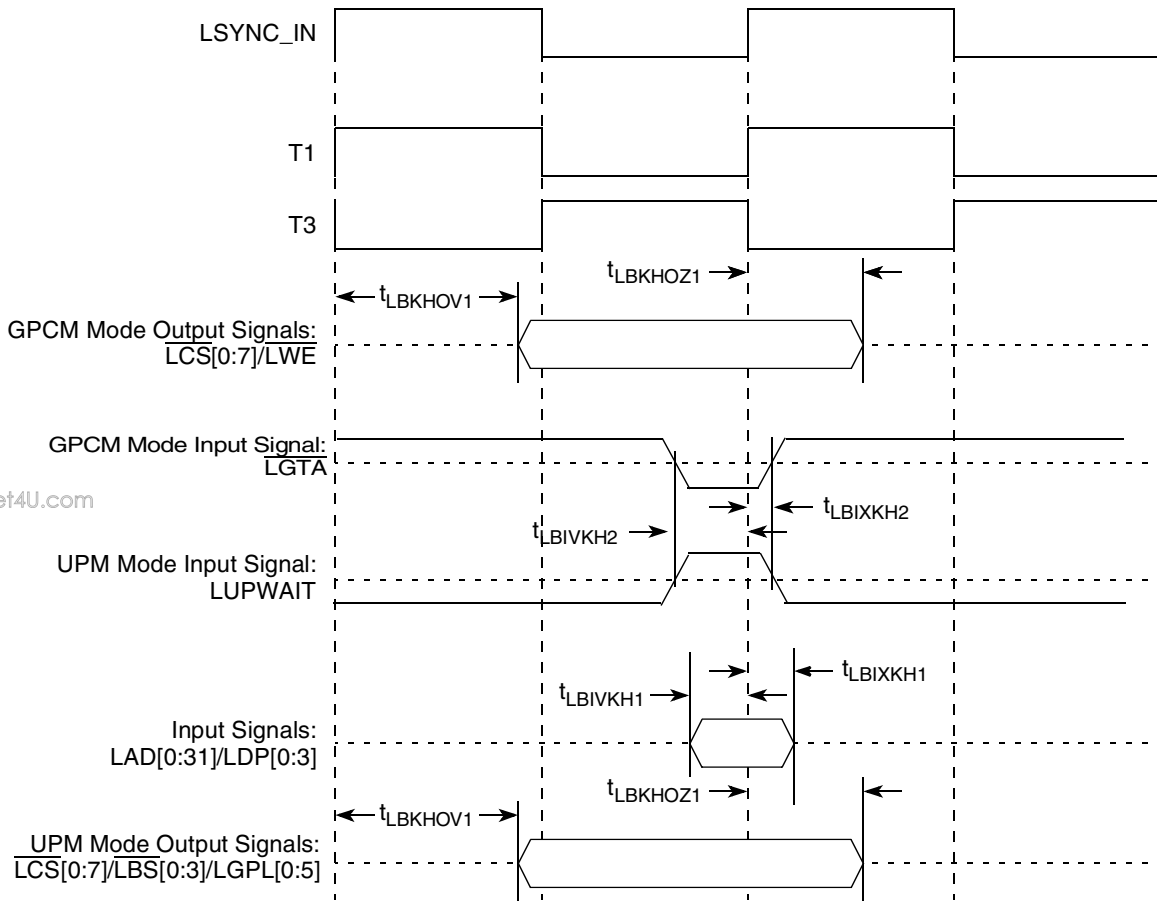 LSYNC_IN
T1
T3
tLBKHOZ1
tLBKHOV1
GPCM Mode Output Signals:
LCS[0:7]/LWE
GPCM Mode Input Signal:
LGTA
et4U.com
tLBIXKH2
tLBIVKH2
UPM Mode Input Signal:
LUPWAIT
tLBIXKH1
tLBIVKH1
Input Signals:
LAD[0:31]/LDP[0:3]
tLBKHOZ1
tLBKHOV1
UPM Mode Output Signals:
LCS[0:7]/LBS[0:3]/LGPL[0:5]